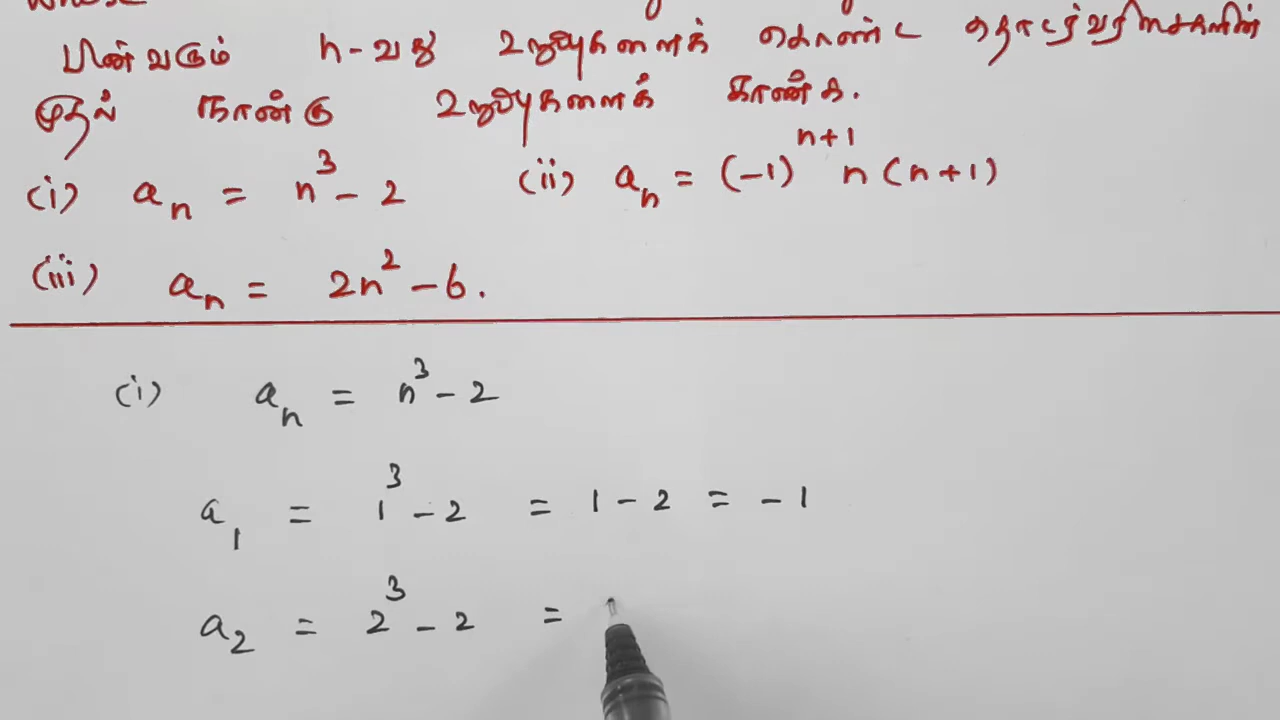 பின்வரும் n-வது உறுப்புகளைக் கொண்ட தொடர்வரிசைகளின்
முதல் நான்கு உறுப்புகளைக் காண்க.
(i) aₙ = n³ - 2 (ii) aₙ = (-1)ⁿ⁺¹ n (n+1)
(iii) aₙ = 2n² - 6.
(i) aₙ = n³ - 2
a₁ = 1³ - 2 = 1 - 2 = -1
a₂ = 2³ - 2 =